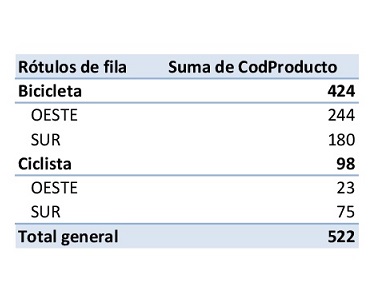 Rótulos de fila Suma de CodProducto
Bicicleta 424
OESTE 244
SUR 180
Ciclista 98
OESTE 23
SUR 75
Total general 522